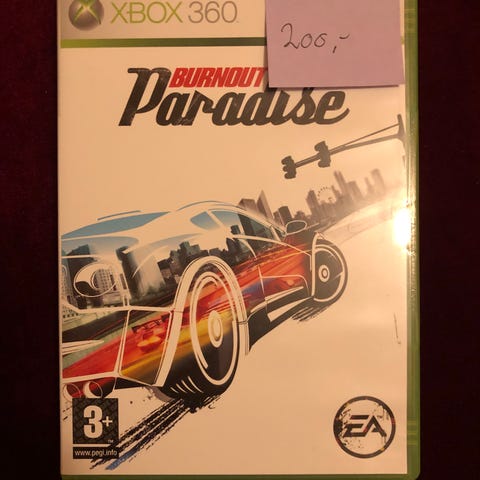 XBOX 360
200,-
BURNOUT
Paradise
3+
www.pegi.info
EA